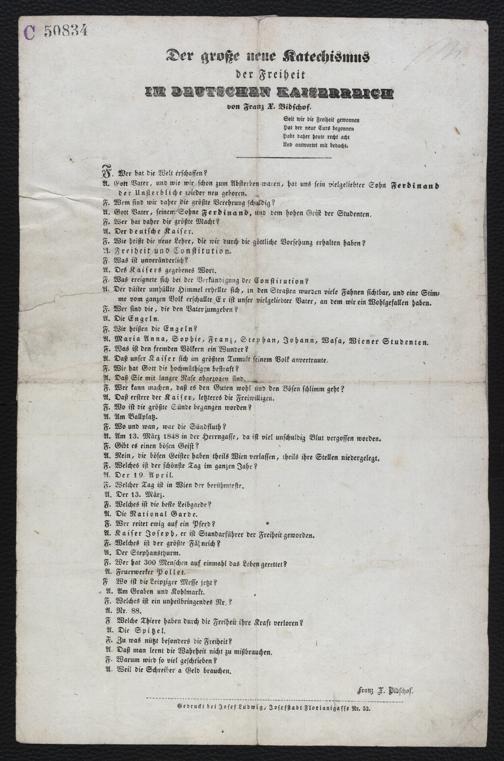 C 50834
Der große neue Katechismus
der Freiheit
IM DEUTSCHEN KAISERREICH
von Franz X. Bidschof.
Seit wir die Freiheit gewonnen
Hat der neue Curs begonnen
Habt daher heute recht acht
Und antwortet mit bedacht.
F. Wer hat die Welt erschaffen?
A. Gott Vater, und wie wir schon zum Absterben waren, hat uns sein vielgeliebter Sohn Ferdinand
der Unsterbliche wieder neu geboren.
F. Wem sind wir daher die größte Verehrung schuldig?
A. Gott Vater, seinem Sohne Ferdinand, und dem hohen Geist der Studenten.
F. Wer hat daher die größte Macht?
A. Der deutsche Kaiser.
F. Wie heißt die neue Lehre, die wir durch die göttliche Vorsehung erhalten haben?
A. Freiheit und Constitution.
F. Was ist unveränderlich?
A. Des Kaisers gegebenes Wort.
F. Was ereignete sich bei der Verkündigung der Constitution?
A. Der düster umhüllte Himmel erhellte sich, in den Straßen wurden viele Fahnen sichtbar, und eine Stim-
me vom ganzen Volk erschallte Er ist unser vielgeliebter Vater, an dem wir ein Wohlgefallen haben.
F. Wer sind die, die den Vater umgeben?
A. Die Engeln.
F. Wie heißen die Engeln?
A. Maria Anna, Sophie, Franz, Stephan, Johann, Wasa, Wiener Studenten.
F. Was ist den fremden Völkern ein Wunder?
A. Daß unser Kaiser sich im größten Tumult seinem Volk anvertraute.
F. Wie hat Gott die hochmüthigen bestraft?
A. Daß Sie mit langer Nase abgezogen sind.
F. Wer kann machen, daß es den Guten wohl und den Bösen schlimm geht?
A. Daß erstere der Kaiser, letzteres die Freiwilligen.
F. Wo ist die größte Sünde begangen worden?
A. Am Ballplatz.
F. Wo und wan, war die Sündfluth?
A. Am 13. März 1848 in der Herrngasse, da ist viel unschuldig Blut vergossen worden.
F. Gibt es einen bösen Geist?
A. Nein, die bösen Geister haben theils Wien verlassen, theils ihre Stellen niedergelegt.
F. Welches ist der schönste Tag im ganzen Jahr?
A. Der 19. April.
F. Welcher Tag ist in Wien der berühmteste.
A. Der 13. März.
F. Welches ist die beste Leibgarde?
A. Die National Garde.
F. Wer reitet ewig auf ein Pferd?
A. Kaiser Joseph, er ist Standarführer der Freiheit geworden.
F. Welches ist der größte Fähnrich?
A. Der Stephansthurm.
F. Wer hat 300 Menschen auf einmahl das Leben gerettet?
A. Feuerwerker Pollet.
F Wo ist die Leipziger Messe jetzt?
A. Am Graben und Kohlmarkt.
F. Welches ist ein unheilbringendes Nr.?
A. Nr. 88.
F Welche Thiere haben durch die Freiheit ihre Kraft verloren?
A. Die Spitzel.
F. Zu was nützt besonders die Freiheit?
A. Daß man lernt die Wahrheit nicht zu mißbrauchen.
F. Warum wird so viel geschrieben?
A. Weil die Schreiber a Geld brauchen.
Franz X. Bidschof.
Gedruckt bei Josef Ludwig, Josefstadt Florianigasse Nr. 52.